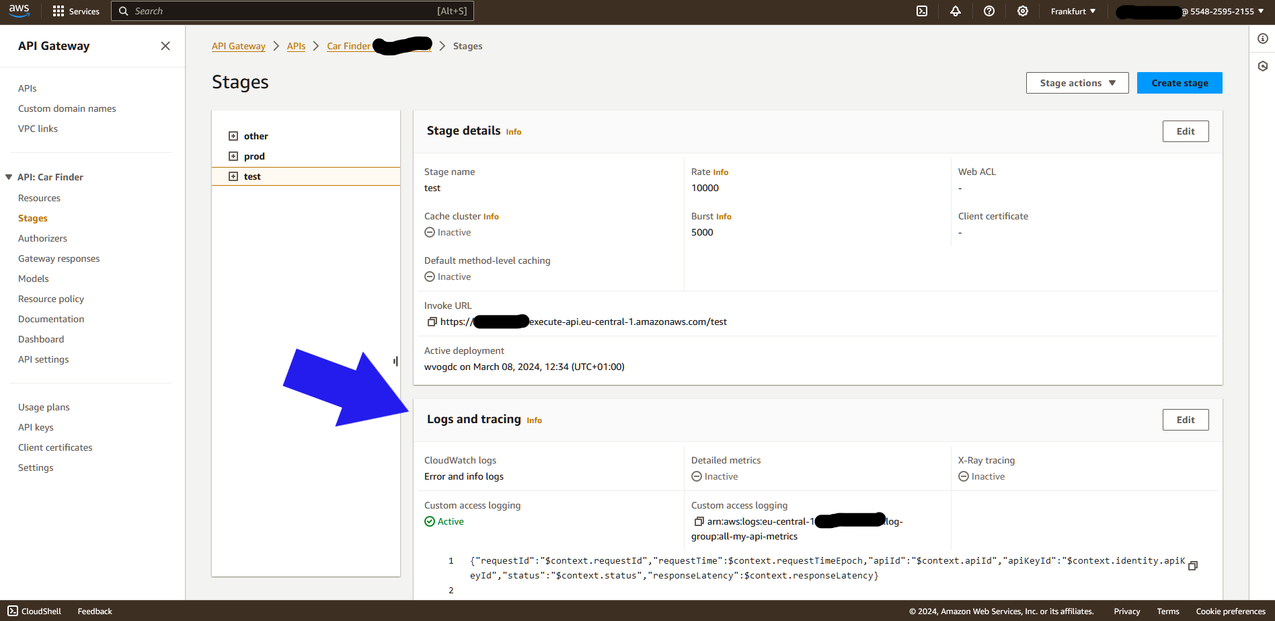 aws
Services
Search
[Alt+S]
Frankfurt
@ 5548-2595-2155
API Gateway
APIs
Custom domain names
VPC links
API: Car Finder
Resources
Stages
Authorizers
Gateway responses
Models
Resource policy
Documentation
Dashboard
API settings
Usage plans
API keys
Client certificates
Settings
API Gateway > APIs > Car Finder > Stages
Stages
Stage actions
Create stage
other
prod
test
Stage details Info
Edit
Stage name
test
Rate Info
10000
Web ACL
-
Cache cluster Info
Inactive
Burst Info
5000
Client certificate
-
Default method-level caching
Inactive
Invoke URL
https:// execute-api.eu-central-1.amazonaws.com/test
Active deployment
wvogdc on March 08, 2024, 12:34 (UTC+01:00)
Logs and tracing Info
Edit
CloudWatch logs
Error and info logs
Detailed metrics
Inactive
X-Ray tracing
Inactive
Custom access logging
Active
Custom access logging
arn:aws:logs:eu-central-1 log-
group:all-my-api-metrics
1 {"requestId":"$context.requestId","requestTime":$context.requestTimeEpoch,"apiId":"$context.apiId","apiKeyId":"$context.identity.apiK
eyId","status":"$context.status","responseLatency":$context.responseLatency}
2
CloudShell
Feedback
© 2024, Amazon Web Services, Inc. or its affiliates.
Privacy
Terms
Cookie preferences